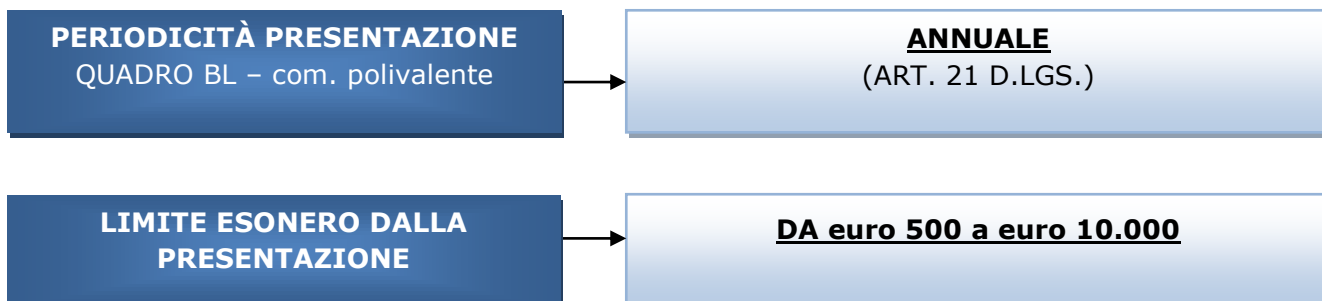 PERIODICITÀ PRESENTAZIONE
QUADRO BL – com. polivalente
ANNUALE
(ART. 21 D.LGS.)
LIMITE ESONERO DALLA
PRESENTAZIONE
DA euro 500 a euro 10.000